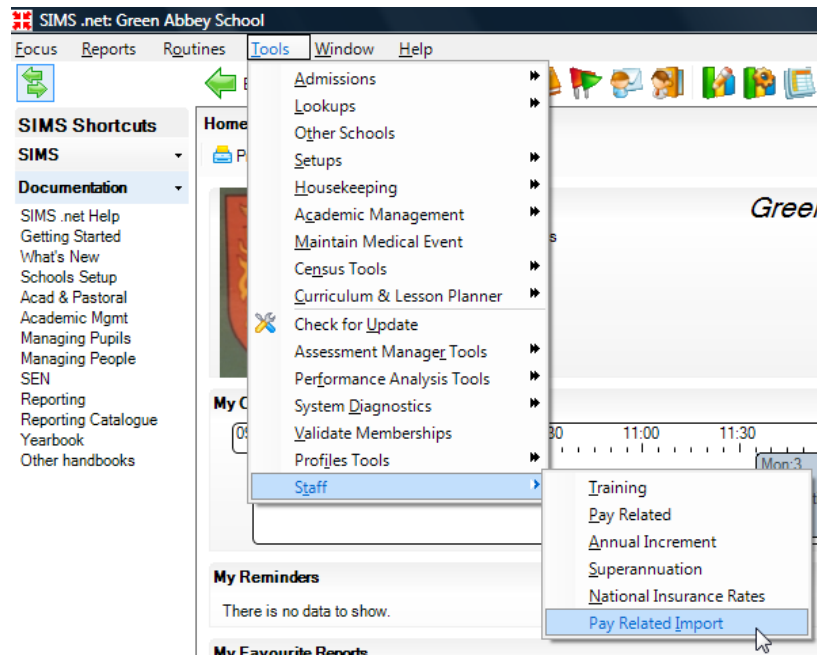 SIMS .net: Green Abbey School
Focus Reports Routines Tools Window Help
SIMS Shortcuts
SIMS
Documentation
SIMS .net Help
Getting Started
What's New
Schools Setup
Acad & Pastoral
Academic Mgmt
Managing Pupils
Managing People
SEN
Reporting
Reporting Catalogue
Yearbook
Other handbooks
Home
Admissions
Lookups
Other Schools
Setups
Housekeeping
Academic Management
Maintain Medical Event
Census Tools
Curriculum & Lesson Planner
Check for Update
Assessment Manager Tools
Performance Analysis Tools
System Diagnostics
Validate Memberships
Profiles Tools
Staff
Training
Pay Related
Annual Increment
Superannuation
National Insurance Rates
Pay Related Import
Green
30 11:00 11:30
Mon:3
My Reminders
There is no data to show.
My Favourite Reports